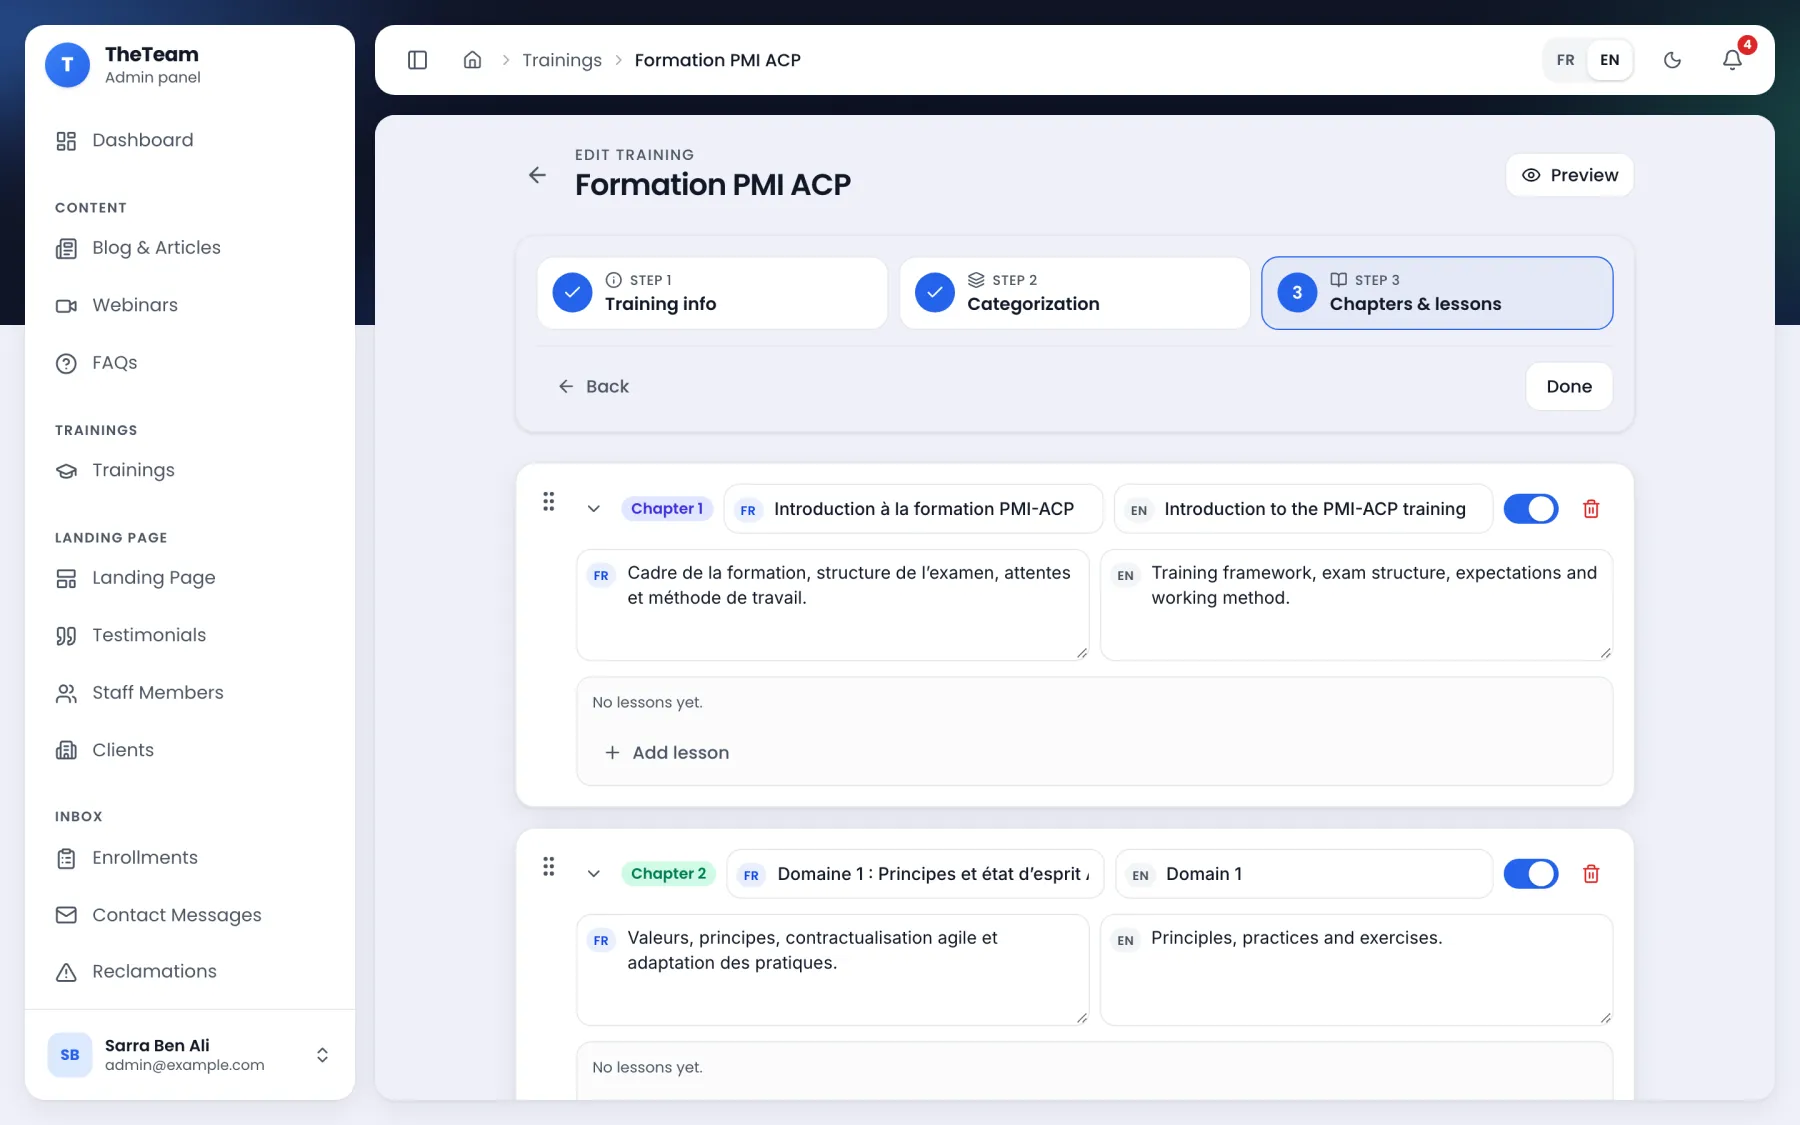 T
TheTeam
Admin panel
Dashboard
CONTENT
Blog & Articles
Webinars
FAQs
TRAININGS
Trainings
LANDING PAGE
Landing Page
Testimonials
Staff Members
Clients
INBOX
Enrollments
Contact Messages
Reclamations
SB
Sarra Ben Ali
admin@example.com
Trainings
Formation PMI ACP
FR
EN
4
EDIT TRAINING
Formation PMI ACP
Preview
STEP 1
Training info
STEP 2
Categorization
3
STEP 3
Chapters & lessons
Back
Done
Chapter 1
FR
Introduction à la formation PMI-ACP
EN
Introduction to the PMI-ACP training
FR
Cadre de la formation, structure de l'examen, attentes
et méthode de travail.
EN
Training framework, exam structure, expectations and
working method.
No lessons yet.
Add lesson
Chapter 2
FR
Domaine 1 : Principes et état d'esprit
EN
Domain 1
FR
Valeurs, principes, contractualisation agile et
adaptation des pratiques.
EN
Principles, practices and exercises.
No lessons yet.